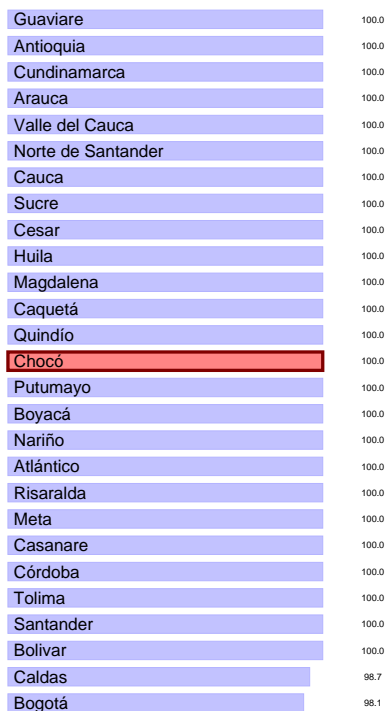 Guaviare 100.0
Antioquia 100.0
Cundinamarca 100.0
Arauca 100.0
Valle del Cauca 100.0
Norte de Santander 100.0
Cauca 100.0
Sucre 100.0
Cesar 100.0
Huila 100.0
Magdalena 100.0
Caquetá 100.0
Quindío 100.0
Chocó 100.0
Putumayo 100.0
Boyacá 100.0
Nariño 100.0
Atlántico 100.0
Risaralda 100.0
Meta 100.0
Casanare 100.0
Córdoba 100.0
Tolima 100.0
Santander 100.0
Bolivar 100.0
Caldas 98.7
Bogotá 98.1